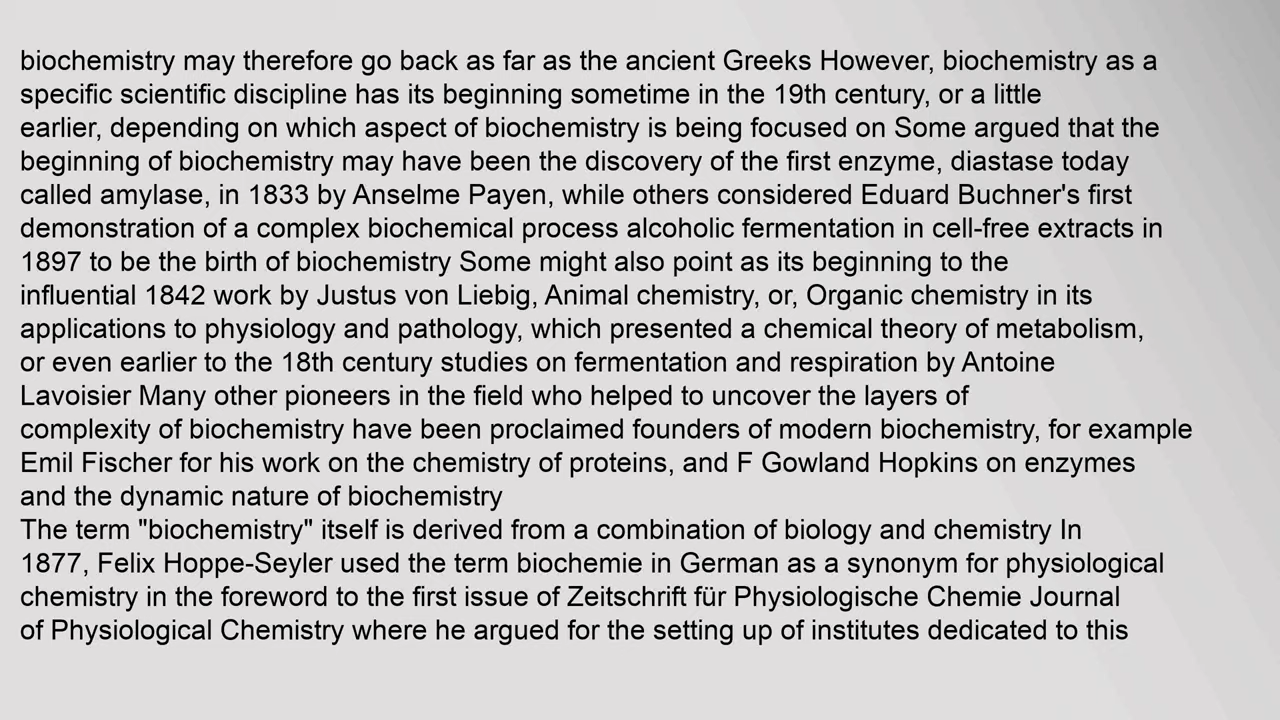 biochemistry may therefore go back as far as the ancient Greeks However, biochemistry as a
specific scientific discipline has its beginning sometime in the 19th century, or a little
earlier, depending on which aspect of biochemistry is being focused on Some argued that the
beginning of biochemistry may have been the discovery of the first enzyme, diastase today
called amylase, in 1833 by Anselme Payen, while others considered Eduard Buchner's first
demonstration of a complex biochemical process alcoholic fermentation in cell-free extracts in
1897 to be the birth of biochemistry Some might also point as its beginning to the
influential 1842 work by Justus von Liebig, Animal chemistry, or, Organic chemistry in its
applications to physiology and pathology, which presented a chemical theory of metabolism,
or even earlier to the 18th century studies on fermentation and respiration by Antoine
Lavoisier Many other pioneers in the field who helped to uncover the layers of
complexity of biochemistry have been proclaimed founders of modern biochemistry, for example
Emil Fischer for his work on the chemistry of proteins, and F Gowland Hopkins on enzymes
and the dynamic nature of biochemistry
The term "biochemistry" itself is derived from a combination of biology and chemistry In
1877, Felix Hoppe-Seyler used the term biochemie in German as a synonym for physiological
chemistry in the foreword to the first issue of Zeitschrift für Physiologische Chemie Journal
of Physiological Chemistry where he argued for the setting up of institutes dedicated to this